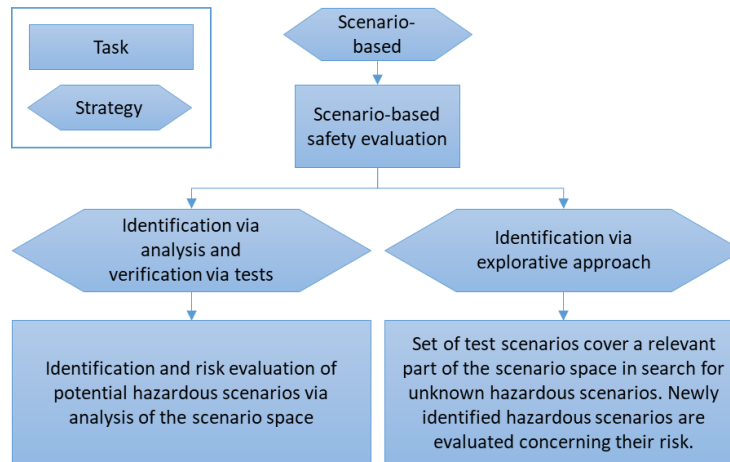 Task
Strategy
Scenario-
based
Scenario-based
safety evaluation
Identification via
analysis and
verification via tests
Identification via
explorative approach
Identification and risk evaluation of
potential hazardous scenarios via
analysis of the scenario space
Set of test scenarios cover a relevant
part of the scenario space in search for
unknown hazardous scenarios. Newly
identified hazardous scenarios are
evaluated concerning their risk.